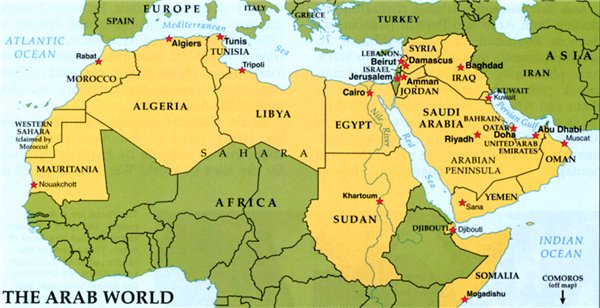 EUROPE
SPAIN
ITALY
GREECE
TURKEY
ATLANTIC
OCEAN
Mediterranean
Sea
ASIA
Rabat
Algiers
Tunis
TUNISIA
Tripoli
MOROCCO
LEBANON
Beirut
ISRAEL
Jerusalem
SYRIA
Damascus
Amman
JORDAN
Baghdad
IRAQ
IRAN
KUWAIT
Kuwait
Cairo
ALGERIA
LIBYA
EGYPT
Nile River
SAUDI
ARABIA
BAHRAIN
QATAR
Doha
Persian Gulf
Abu Dhabi
UNITED ARAB
EMIRATES
Muscat
OMAN
Riyadh
ARABIAN
PENINSULA
WESTERN
SAHARA
(claimed by
Morocco)
MAURITANIA
Nouakchott
SAHARA
Red
Sea
AFRICA
Khartoum
SUDAN
YEMEN
Sana
DJIBOUTI
Djibouti
INDIAN
OCEAN
SOMALIA
Mogadishu
COMOROS
(off map)
THE ARAB WORLD